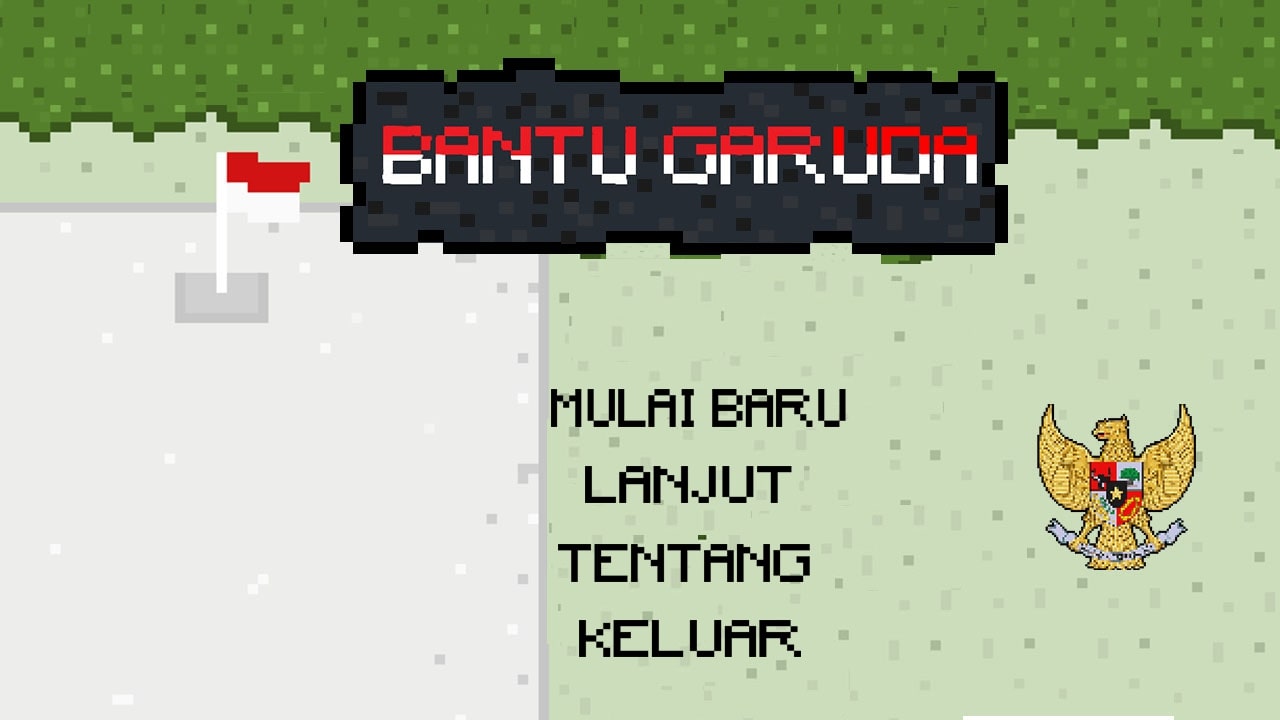 BANTU GARUDA
MULAI BARU
LANJUT
TENTANG
KELUAR